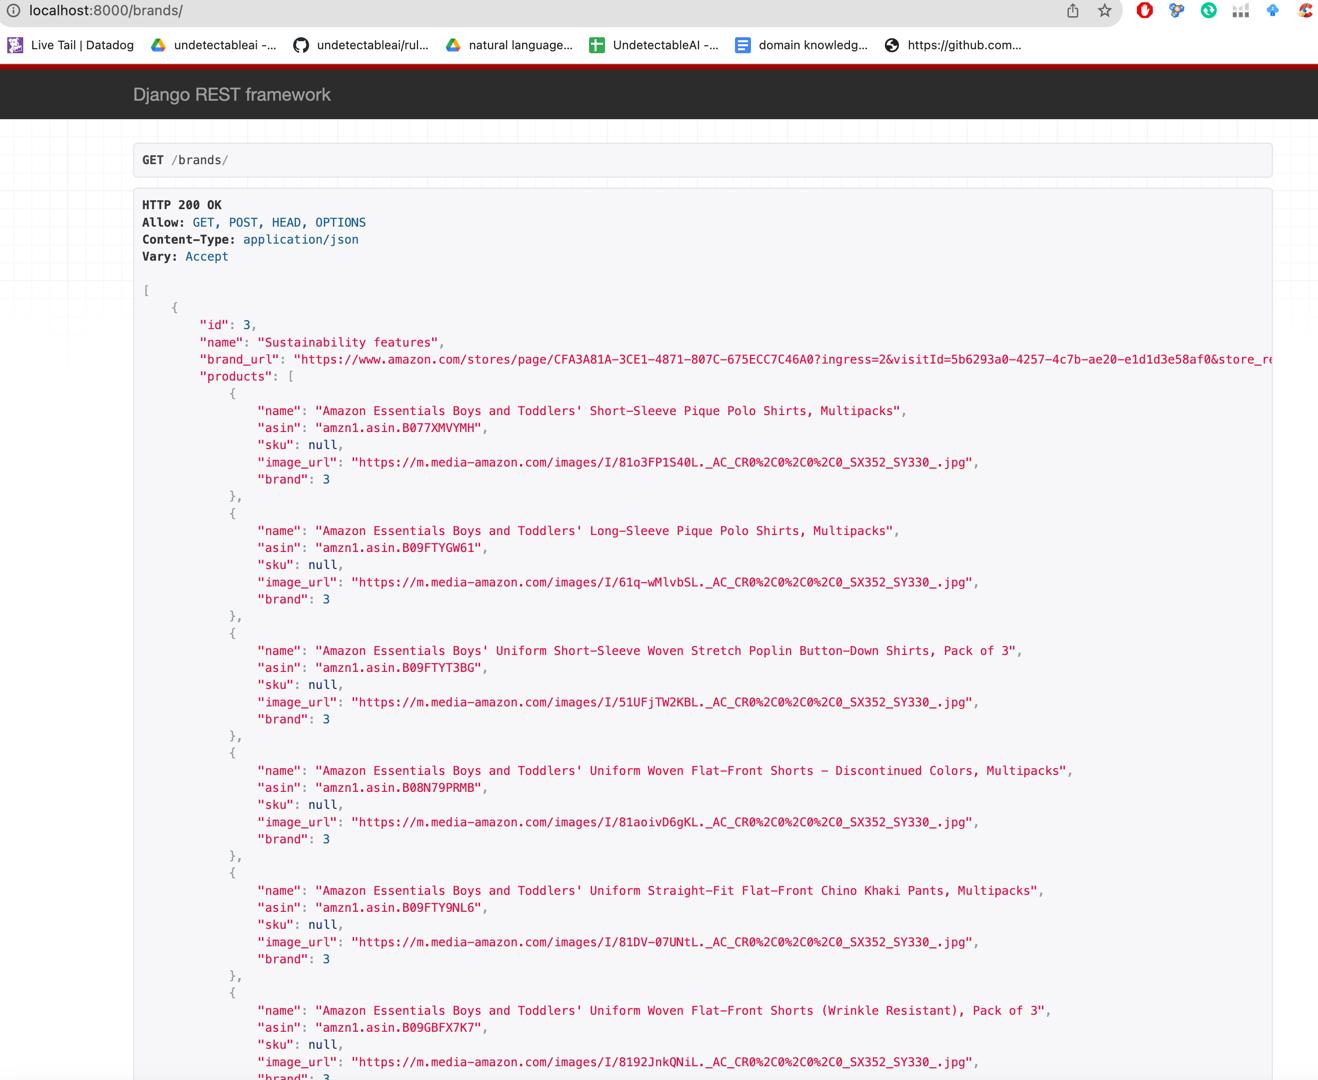 localhost:8000/brands/
Live Tail | Datadog undetectableai -... undetectableai/rul... natural language... UndetectableAI -... domain knowledg... https://github.com...
Django REST framework
GET /brands/
HTTP 200 OK
Allow: GET, POST, HEAD, OPTIONS
Content-Type: application/json
Vary: Accept
[
{
"id": 3,
"name": "Sustainability features",
"brand_url": "https://www.amazon.com/stores/page/CFA3A81A-3CE1-4871-807C-675ECC7C46A0?ingress=2&visitId=5b6293a0-4257-4c7b-ae20-e1d1d3e58af0&store_re
"products": [
{
"name": "Amazon Essentials Boys and Toddlers' Short-Sleeve Pique Polo Shirts, Multipacks",
"asin": "amzn1.asin.B077XMVYMH",
"sku": null,
"image_url": "https://m.media-amazon.com/images/I/81o3FP1S40L._AC_CR0%2C0%2C0%2C0_SX352_SY330_.jpg",
"brand": 3
},
{
"name": "Amazon Essentials Boys and Toddlers' Long-Sleeve Pique Polo Shirts, Multipacks",
"asin": "amzn1.asin.B09FTYGW61",
"sku": null,
"image_url": "https://m.media-amazon.com/images/I/61q-wMlvbSL._AC_CR0%2C0%2C0%2C0_SX352_SY330_.jpg",
"brand": 3
},
{
"name": "Amazon Essentials Boys' Uniform Short-Sleeve Woven Stretch Poplin Button-Down Shirts, Pack of 3",
"asin": "amzn1.asin.B09FTYT3BG",
"sku": null,
"image_url": "https://m.media-amazon.com/images/I/51UFjTW2KBL._AC_CR0%2C0%2C0%2C0_SX352_SY330_.jpg",
"brand": 3
},
{
"name": "Amazon Essentials Boys and Toddlers' Uniform Woven Flat-Front Shorts - Discontinued Colors, Multipacks",
"asin": "amzn1.asin.B08N79PRMB",
"sku": null,
"image_url": "https://m.media-amazon.com/images/I/81aoivD6gKL._AC_CR0%2C0%2C0%2C0_SX352_SY330_.jpg",
"brand": 3
},
{
"name": "Amazon Essentials Boys and Toddlers' Uniform Straight-Fit Flat-Front Chino Khaki Pants, Multipacks",
"asin": "amzn1.asin.B09FTY9NL6",
"sku": null,
"image_url": "https://m.media-amazon.com/images/I/81DV-07UNtL._AC_CR0%2C0%2C0%2C0_SX352_SY330_.jpg",
"brand": 3
},
{
"name": "Amazon Essentials Boys and Toddlers' Uniform Woven Flat-Front Shorts (Wrinkle Resistant), Pack of 3",
"asin": "amzn1.asin.B09GBFX7K7",
"sku": null,
"image_url": "https://m.media-amazon.com/images/I/8192JnkQNiL._AC_CR0%2C0%2C0%2C0_SX352_SY330_.jpg",
"brand": 3